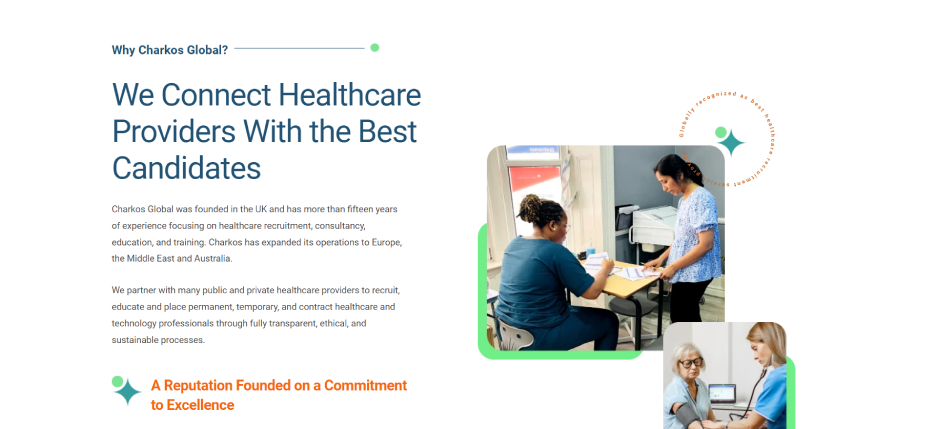 Why Charkos Global?
We Connect Healthcare
Providers With the Best
Candidates
Charkos Global was founded in the UK and has more than fifteen years
of experience focusing on healthcare recruitment, consultancy,
education, and training. Charkos has expanded its operations to Europe,
the Middle East and Australia.
We partner with many public and private healthcare providers to recruit,
educate and place permanent, temporary, and contract healthcare and
technology professionals through fully transparent, ethical, and
sustainable processes.
A Reputation Founded on a Commitment
to Excellence
Globally recognized as best healthcare recruitment